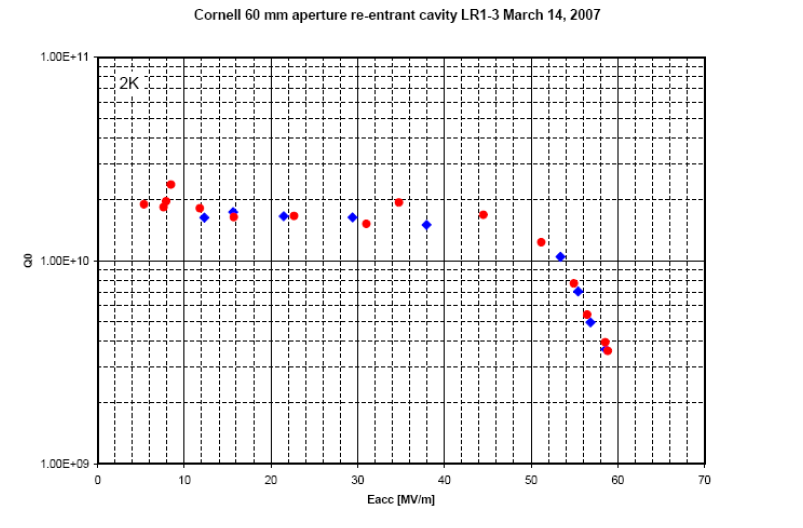 Cornell 60 mm aperture re-entrant cavity LR1-3 March 14, 2007
1.00E+11
2K
Q0
1.00E+10
1.00E+09
0 10 20 30 40 50 60 70
Eacc [MV/m]